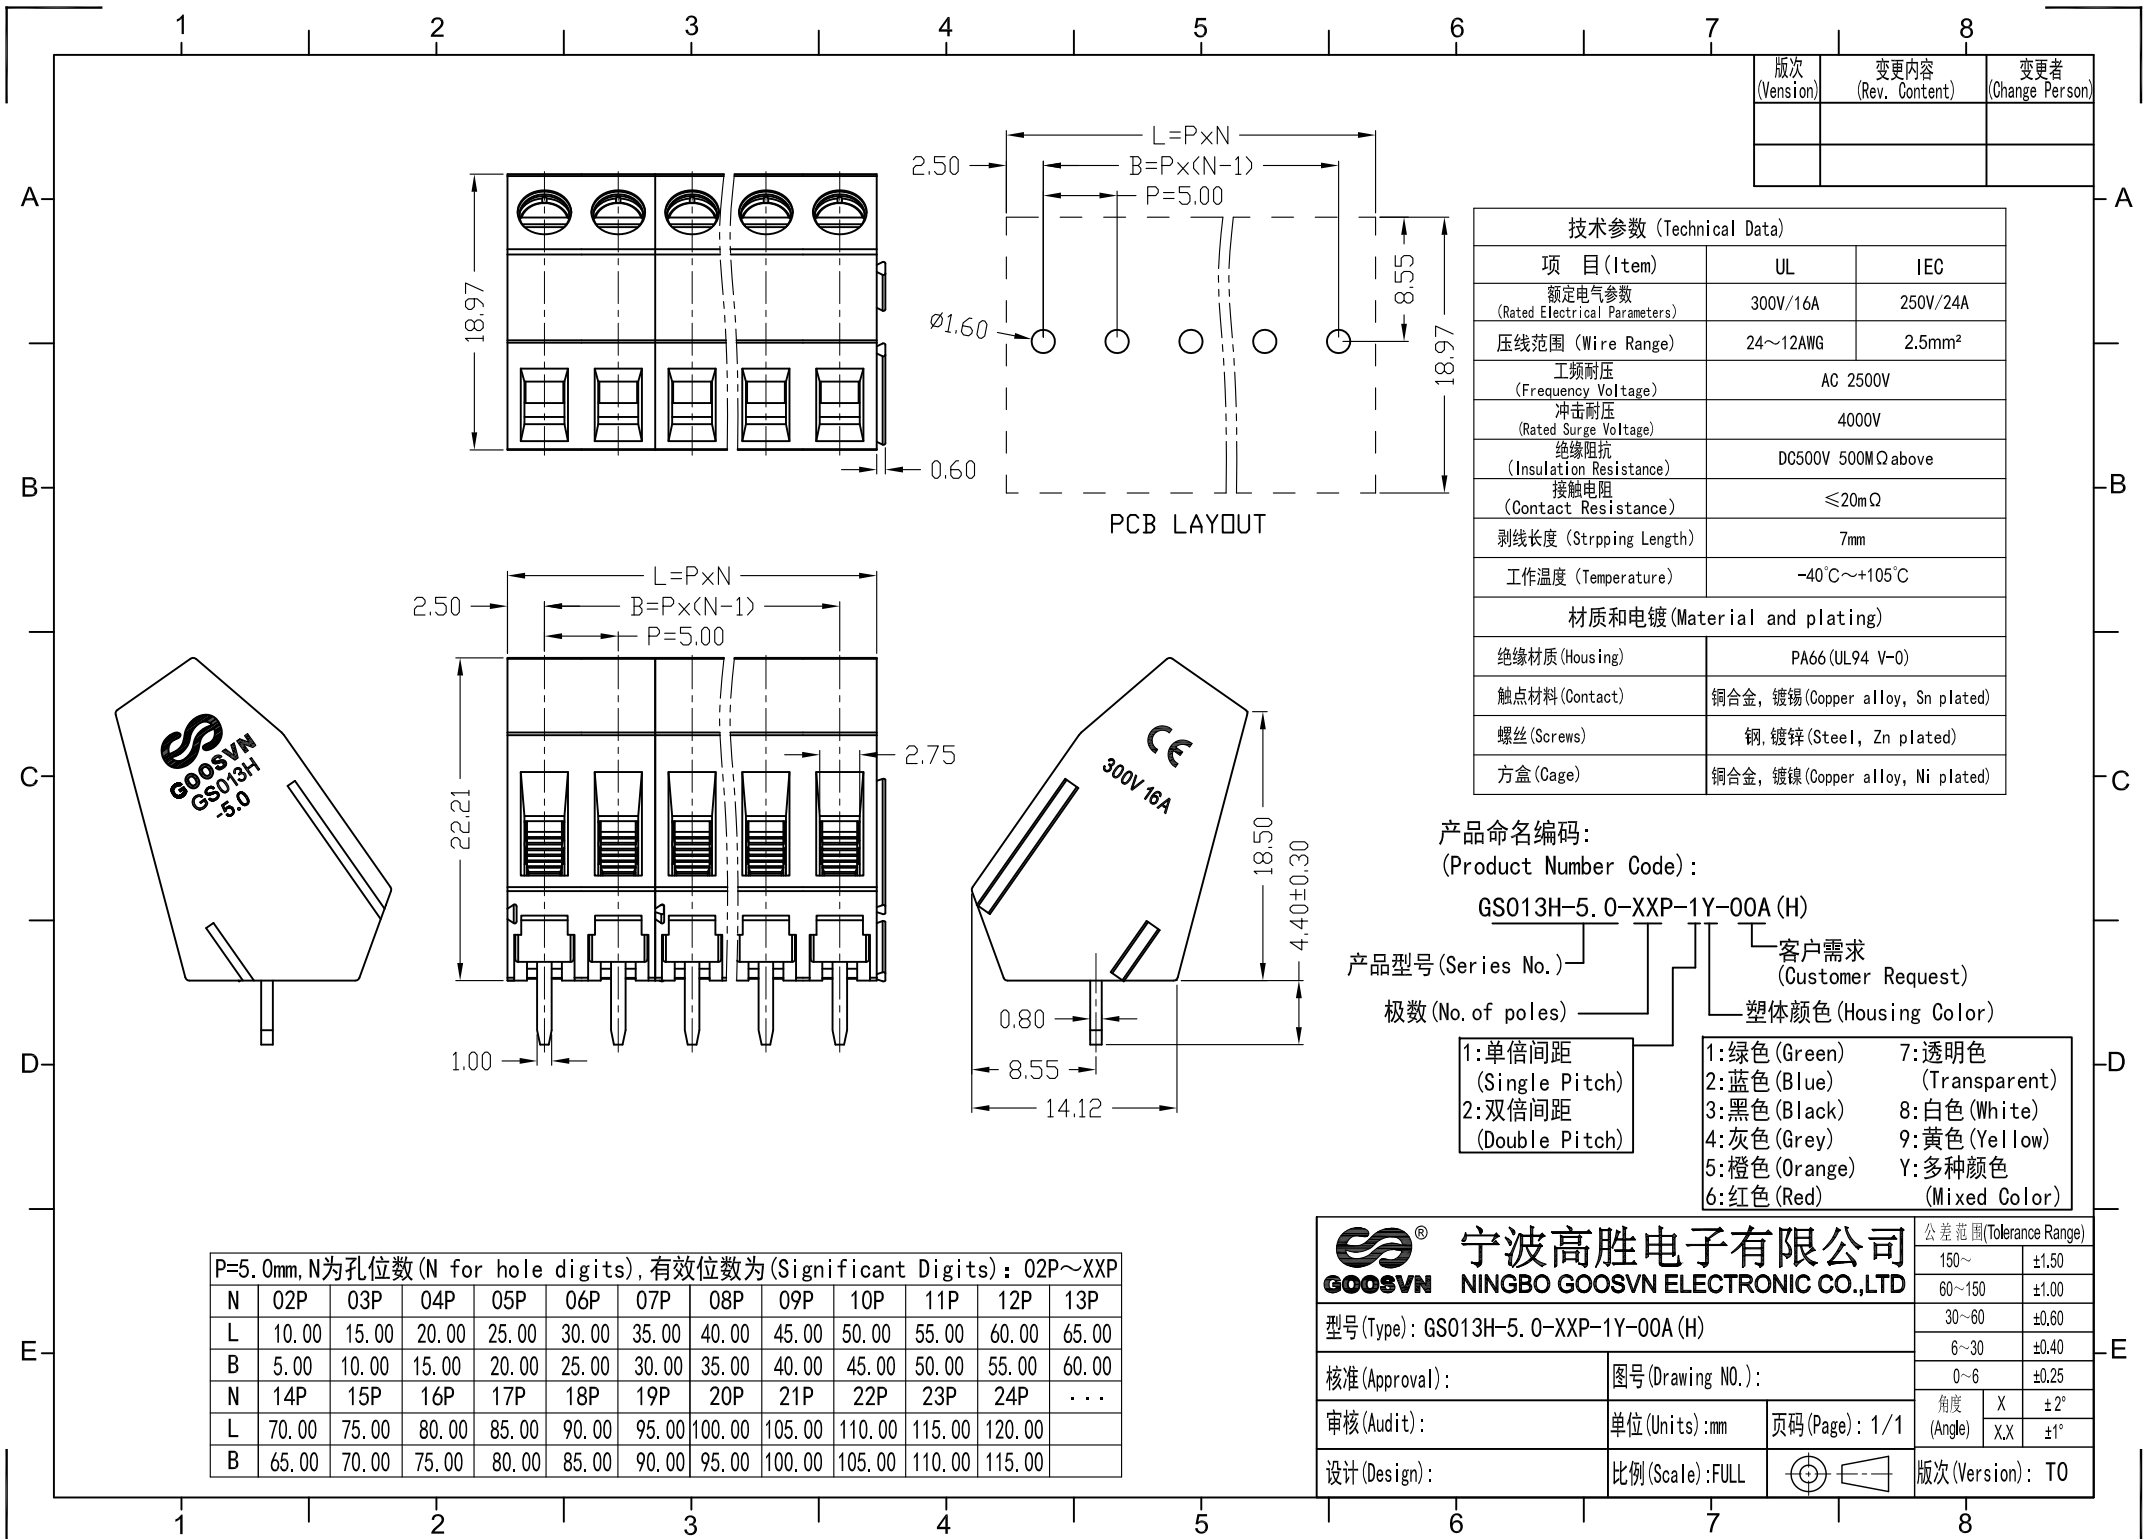 1 2 3 4 5 6 7 8
版次 变更内容 变更者
(Vension) (Rev. Content) (Change Person)
A A
B B
C C
D D
E E
18.97
0.60
L=PxN
2.50 B=Px(N-1)
P=5.00
Ø1.60
8.55
18.97
PCB LAYOUT
技术参数 (Technical Data)
项 目(Item) UL IEC
额定电气参数
(Rated Electrical Parameters) 300V/16A 250V/24A
压线范围 (Wire Range) 24～12AWG 2.5mm²
工频耐压
(Frequency Voltage) AC 2500V
冲击耐压
(Rated Surge Voltage) 4000V
绝缘阻抗
(Insulation Resistance) DC500V 500MΩabove
接触电阻
(Contact Resistance) ≤20mΩ
剥线长度 (Strpping Length) 7mm
工作温度 (Temperature) -40℃～+105℃
材质和电镀(Material and plating)
绝缘材质(Housing) PA66(UL94 V-0)
触点材料(Contact) 铜合金, 镀锡(Copper alloy, Sn plated)
螺丝(Screws) 钢,镀锌(Steel, Zn plated)
方盒(Cage) 铜合金, 镀镍(Copper alloy, Ni plated)
L=PxN
2.50 B=Px(N-1)
P=5.00
2.75
22.21
1.00
GOOSVN
GS013H
-5.0
CE
300V 16A
18.50
4.40±0.30
0.80
8.55
14.12
产品命名编码:
(Product Number Code):
GS013H-5.0-XXP-1Y-00A(H)
产品型号(Series No.)
客户需求
(Customer Request)
极数(No.of poles)
塑体颜色(Housing Color)
1:单倍间距
(Single Pitch)
2:双倍间距
(Double Pitch)
1:绿色(Green) 7:透明色
2:蓝色(Blue) (Transparent)
3:黑色(Black) 8:白色(White)
4:灰色(Grey) 9:黄色(Yellow)
5:橙色(Orange) Y:多种颜色
6:红色(Red) (Mixed Color)
P=5.0mm,N为孔位数(N for hole digits),有效位数为(Significant Digits): 02P～XXP
N 02P 03P 04P 05P 06P 07P 08P 09P 10P 11P 12P 13P
L 10.00 15.00 20.00 25.00 30.00 35.00 40.00 45.00 50.00 55.00 60.00 65.00
B 5.00 10.00 15.00 20.00 25.00 30.00 35.00 40.00 45.00 50.00 55.00 60.00
N 14P 15P 16P 17P 18P 19P 20P 21P 22P 23P 24P ...
L 70.00 75.00 80.00 85.00 90.00 95.00 100.00 105.00 110.00 115.00 120.00
B 65.00 70.00 75.00 80.00 85.00 90.00 95.00 100.00 105.00 110.00 115.00
GOOSVN ®
宁波高胜电子有限公司
NINGBO GOOSVN ELECTRONIC CO.,LTD
型号(Type): GS013H-5.0-XXP-1Y-00A(H)
核准(Approval): 图号(Drawing NO.):
审核(Audit): 单位(Units):mm 页码(Page): 1/1
设计(Design): 比例(Scale):FULL
公差范围(Tolerance Range)
150～ ±1.50
60～150 ±1.00
30～60 ±0.60
6～30 ±0.40
0～6 ±0.25
角度 X ±2°
(Angle) X.X ±1°
版次(Version): T0
1 2 3 4 5 6 7 8